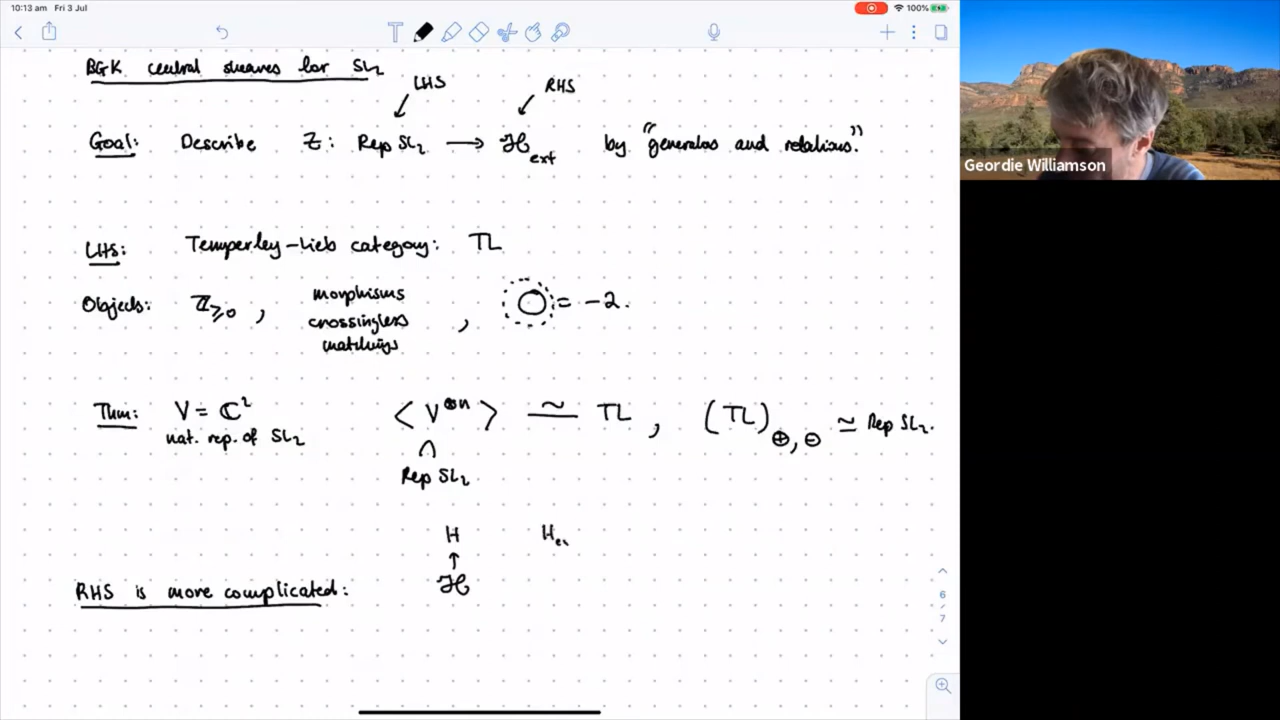 10:13 am Fri 3 Jul
100%
BGK central sheaves for SL₂
LHS
RHS
Goal: Describe Z: Rep SL₂ → ℋ_ext by "generators and relations."
Geordie Williamson
LHS: Temperley-Lieb category: TL
Objects: ℤ≥0, morphisms crossingless matchings, ◯ = -2.
Thm: V = ℂ² ⟨V^⊗n⟩ ≃ TL, (TL)_⊕,⊖ ≃ Rep SL₂.
nat. rep. of SL₂
∩
Rep SL₂
H H_ex
↑
RHS is more complicated: ℋ
6
/
7